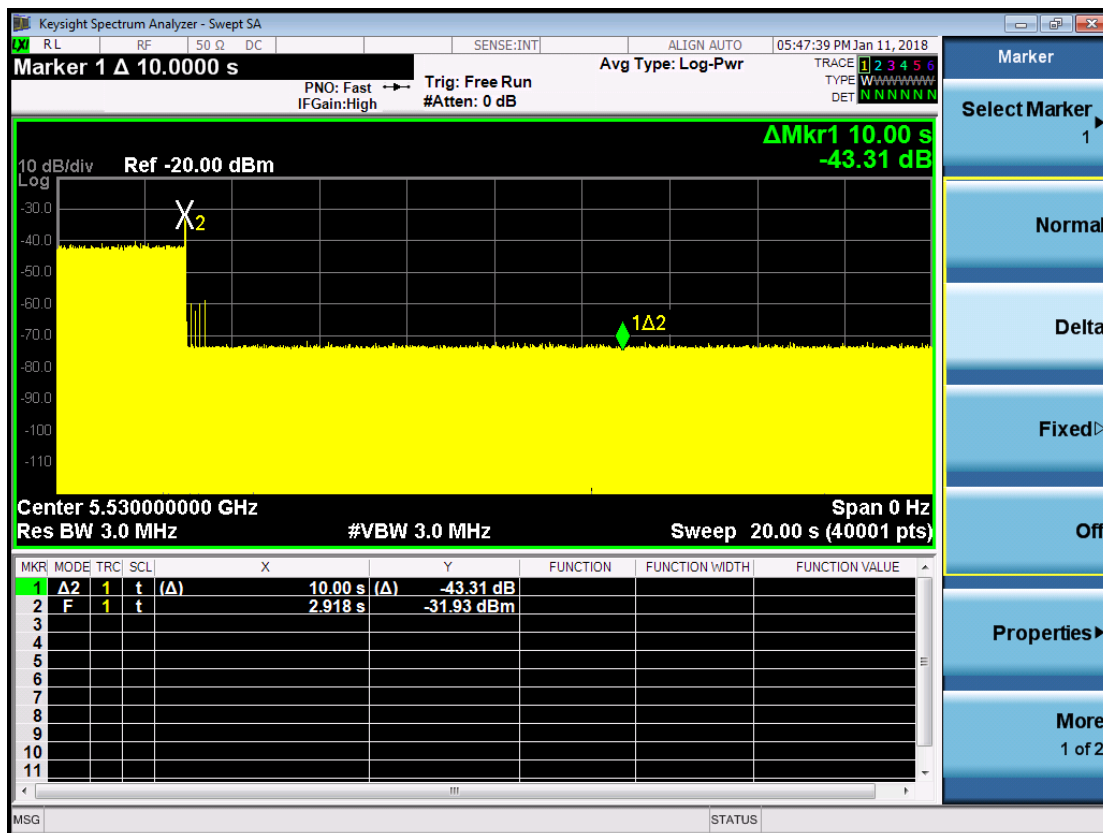 Keysight Spectrum Analyzer - Swept SA
LXI RL RF 50 Ω DC SENSE:INT ALIGN AUTO 05:47:39 PM Jan 11, 2018
Marker 1 Δ 10.0000 s
PNO: Fast
IFGain:High
Trig: Free Run
#Atten: 0 dB
Avg Type: Log-Pwr
TRACE 1 2 3 4 5 6
TYPE WWWWWW
DET N N N N N N
ΔMkr1 10.00 s
-43.31 dB
10 dB/div Ref -20.00 dBm
Log
-30.0
-40.0
-50.0
-60.0
-70.0
-80.0
-90.0
-100
-110
X2
1Δ2
Center 5.530000000 GHz Span 0 Hz
Res BW 3.0 MHz #VBW 3.0 MHz Sweep 20.00 s (40001 pts)
MKR MODE TRC SCL X Y FUNCTION FUNCTION WIDTH FUNCTION VALUE
1 Δ2 1 t (Δ) 10.00 s (Δ) -43.31 dB
2 F 1 t 2.918 s -31.93 dBm
3
4
5
6
7
8
9
10
11
MSG STATUS
Marker
Select Marker
1
Normal
Delta
Fixed
Off
Properties
More
1 of 2